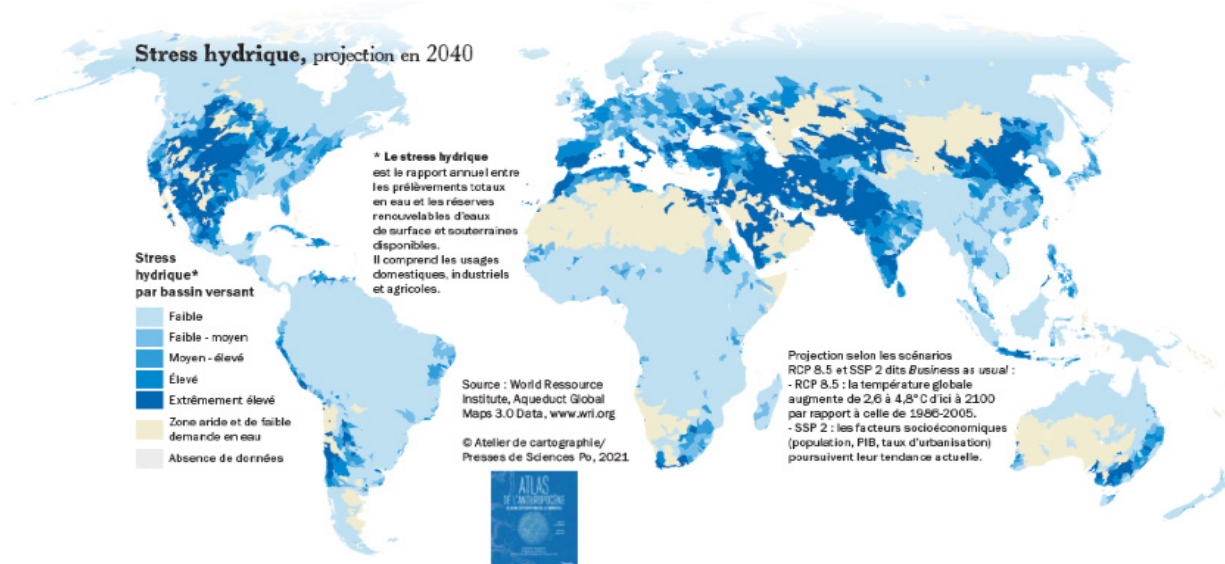 Stress hydrique, projection en 2040
* Le stress hydrique
est le rapport annuel entre
les prélèvements totaux
en eau et les réserves
renouvelables d'eaux
de surface et souterraines
disponibles.
Il comprend les usages
domestiques, industriels
et agricoles.
Stress
hydrique*
par bassin versant
Faible
Faible - moyen
Moyen - élevé
Élevé
Extrêmement élevé
Zone aride et de faible
demande en eau
Absence de données
Source : World Ressource
Institute, Aqueduct Global
Maps 3.0 Data, www.wri.org
© Atelier de cartographie/
Presses de Sciences Po, 2021
ATLAS
DE L'ANTHROPOCÈNE
Projection selon les scénarios
RCP 8.5 et SSP 2 dits Business as usual :
- RCP 8.5 : la température globale
augmente de 2,6 à 4,8°C d'ici à 2100
par rapport à celle de 1986-2005.
- SSP 2 : les facteurs socioéconomiques
(population, PIB, taux d'urbanisation)
poursuivent leur tendance actuelle.